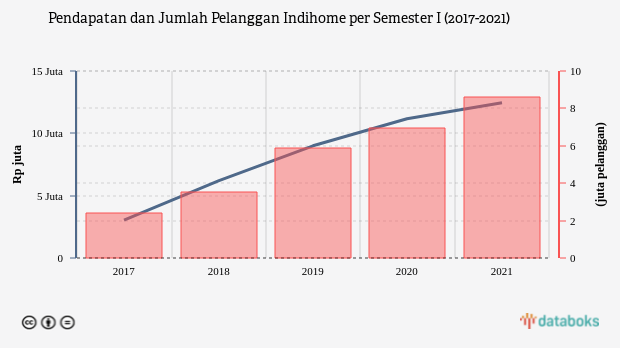 Pendapatan dan Jumlah Pelanggan Indihome per Semester I (2017-2021)
15 Juta
10 Juta
5 Juta
0
Rp juta
10
8
6
4
2
0
(juta pelanggan)
2017
2018
2019
2020
2021
cc
databoks